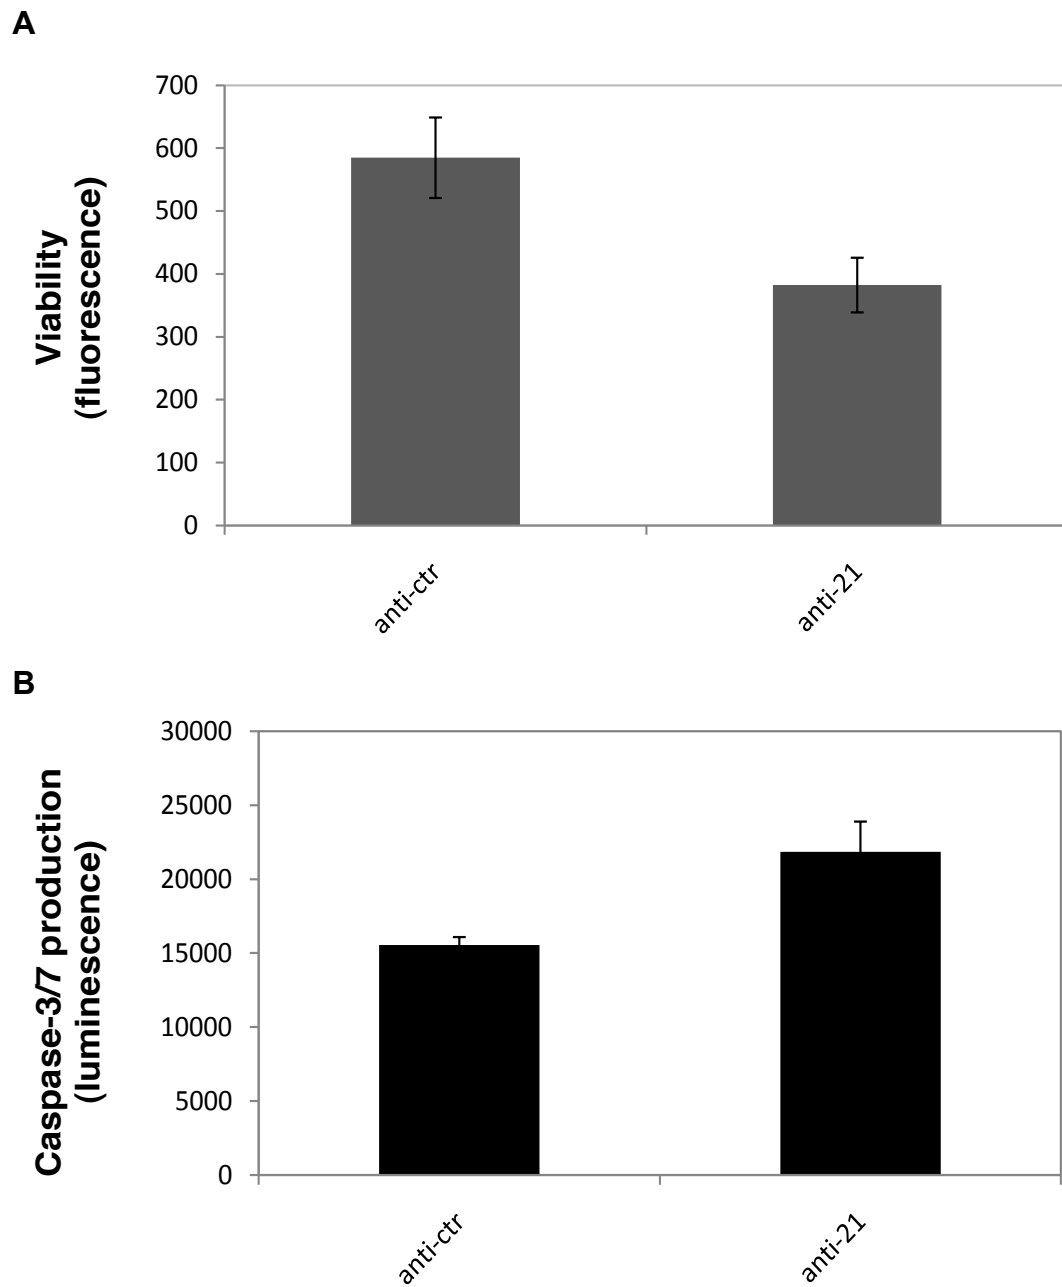 A
700
600
500
400
300
200
100
0
Viability
(fluorescence)
anti-ctr
anti-21
B
30000
25000
20000
15000
10000
5000
0
Caspase-3/7 production
(luminescence)
anti-ctr
anti-21